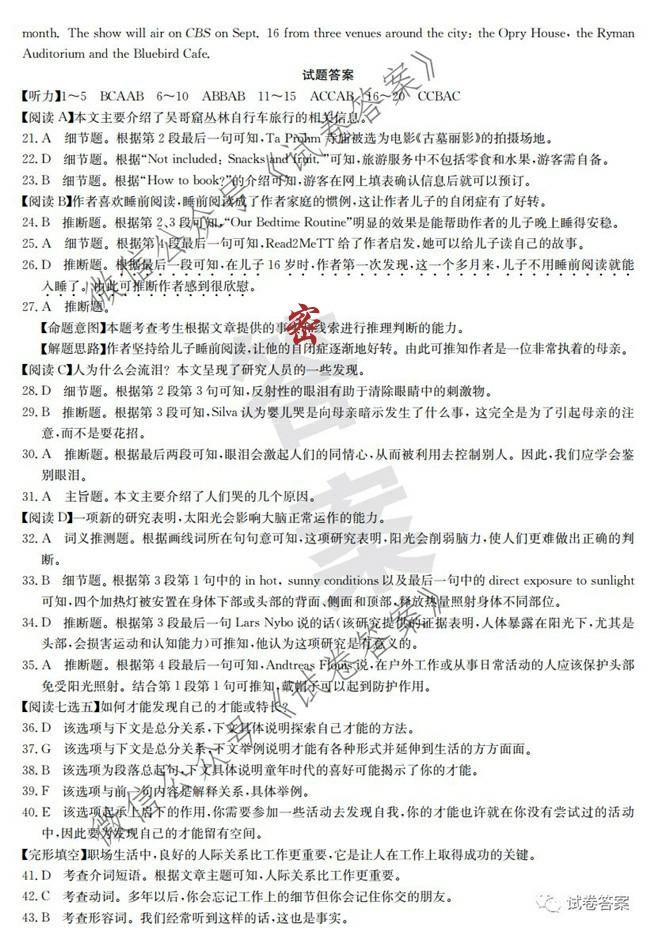 month. The show will air on CBS on Sept. 16 from three venues around the city: the Opry House, the Ryman
Auditorium and the Bluebird Cafe.
试题答案
【听力】1~5 BCAAB 6~10 ABBAB 11~15 ACCAB 16~20 CCBAC
【阅读 A】本文主要介绍了吴哥窟丛林自行车旅行的相关信息。
21. A 细节题。根据第2段最后一句可知,Ta Prohm 寺庙被选为电影《古墓丽影》的拍摄场地。
22. D 细节题。根据“Not included: Snacks and fruit.”可知,旅游服务中不包括零食和水果,游客需自备。
23. B 细节题。根据“How to book?”的介绍可知,游客在网上填表确认信息后就可以预订。
【阅读 B】作者喜欢睡前阅读,睡前阅读成了作者家庭的惯例,这让作者儿子的自闭症有了好转。
24. B 推断题。根据第2、3段可知,“Our Bedtime Routine”明显的效果是能帮助作者的儿子晚上睡得安稳。
25. A 细节题。根据第4段最后一句可知,Read2MeTT给了作者启发,她可以给儿子读自己的故事。
26. D 推断题。根据最后一段可知,在儿子16岁时,作者第一次发现,这一个多月来,儿子不用睡前阅读就能
入睡了。由此可推断作者感到很欣慰。
27. A 推断题。
【命题意图】本题考查考生根据文章提供的事实和线索进行推理判断的能力。
【解题思路】作者坚持给儿子睡前阅读,让他的自闭症逐渐地好转。由此可推知作者是一位非常执着的母亲。
【阅读 C】人为什么会流泪?本文呈现了研究人员的一些发现。
28. D 细节题。根据第2段第3句可知,反射性的眼泪有助于清除眼睛中的刺激物。
29. B 推断题。根据第3段可知,Silva认为婴儿哭是向母亲暗示发生了什么事,这完全是为了引起母亲的注
意,而不是耍花招。
30. A 推断题。根据最后两段可知,眼泪会激起人们的同情心,从而被利用去控制别人。因此,我们应学会鉴
别眼泪。
31. A 主旨题。本文主要介绍了人们哭的几个原因。
【阅读 D】一项新的研究表明,太阳光会影响大脑正常运作的能力。
32. A 词义推测题。根据画线词所在句句意可知,这项研究表明,阳光会削弱脑力,使人们更难做出正确的判
断。
33. B 细节题。根据第3段第1句中的 in hot, sunny conditions 以及最后一句中的 direct exposure to sunlight
可知,四个加热灯被安置在身体下部或头部的背面、侧面和顶部,释放热量照射身体不同部位。
34. D 推断题。根据第3段最后一句 Lars Nybo 说的话(该研究提供的证据表明,人体暴露在阳光下,尤其是
头部,会损害运动和认知能力)可推知,他认为这项研究是有意义的。
35. A 推断题。根据第4段最后一句可知,Andtreas Flouis说,在户外工作或从事日常活动的人应该保护头部
免受阳光照射。结合第1段第1句可推知,戴帽子可以起到防护作用。
【阅读七选五】如何才能发现自己的才能或特长?
36. D 该选项与下文是总分关系,下文具体说明探索自己才能的方法。
37. G 该选项与下文是总分关系,下文举例说明才能有各种形式并延伸到生活的方方面面。
38. B 该选项为段落总起句,下文具体说明童年时代的喜好可能揭示了你的才能。
39. F 该选项与前一句内容是解释关系,具体举例。
40. E 该选项起承上启下的作用,你需要参加一些活动去发现自我,你的才能也许就在你没有尝试过的活动
中,因此要为发现自己的才能留有空间。
【完形填空】职场生活中,良好的人际关系比工作更重要,它是让人在工作上取得成功的关键。
41. D 考查介词短语。根据文章主题可知,人际关系比工作更重要。
42. C 考查动词。多年以后,你会忘记工作上的细节但你会记住你交的朋友。
43. B 考查形容词。我们经常听到这样的话,这也是事实。
微信公众号《试卷答案》
微信公众号《试卷答案》
密
答案
试卷答案